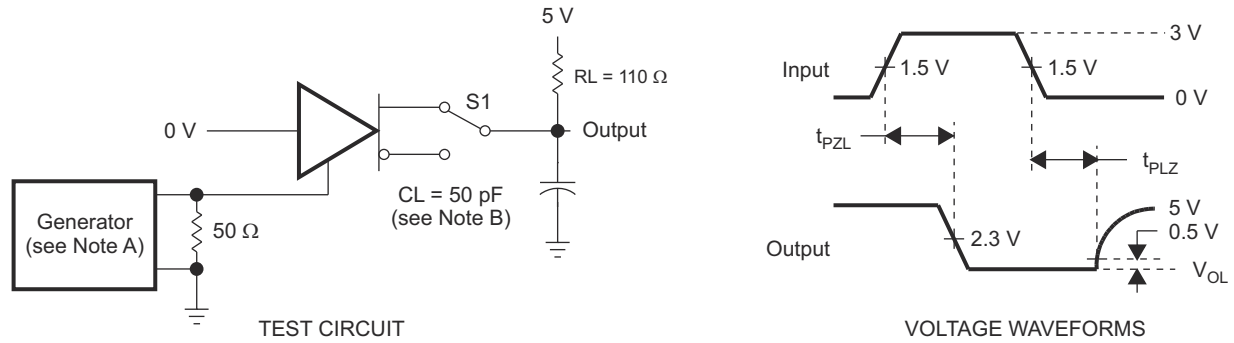 5 V
RL = 110 Ω
S1
0 V
Output
CL = 50 pF
(see Note B)
Generator
(see Note A)
50 Ω
TEST CIRCUIT
3 V
Input
1.5 V
1.5 V
0 V
tPZL
tPLZ
5 V
0.5 V
2.3 V
Output
VOL
VOLTAGE WAVEFORMS